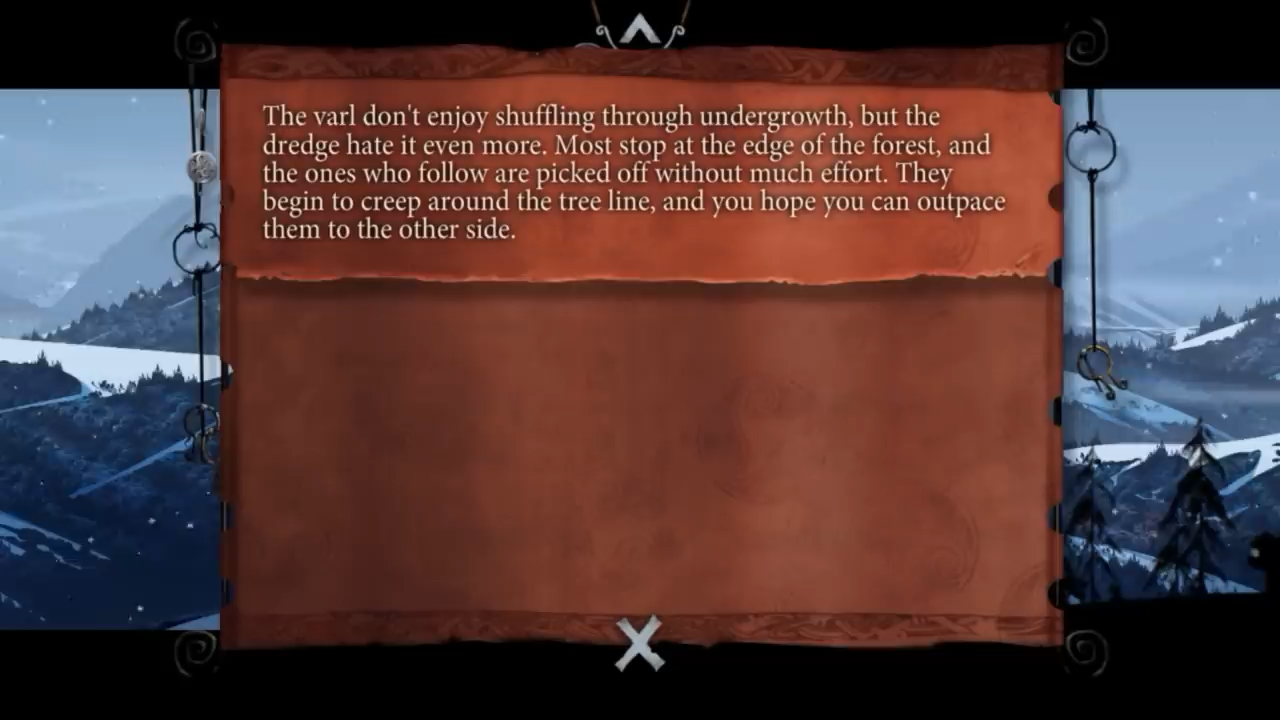 The varl don't enjoy shuffling through undergrowth, but the
dredge hate it even more. Most stop at the edge of the forest, and
the ones who follow are picked off without much effort. They
begin to creep around the tree line, and you hope you can outpace
them to the other side.